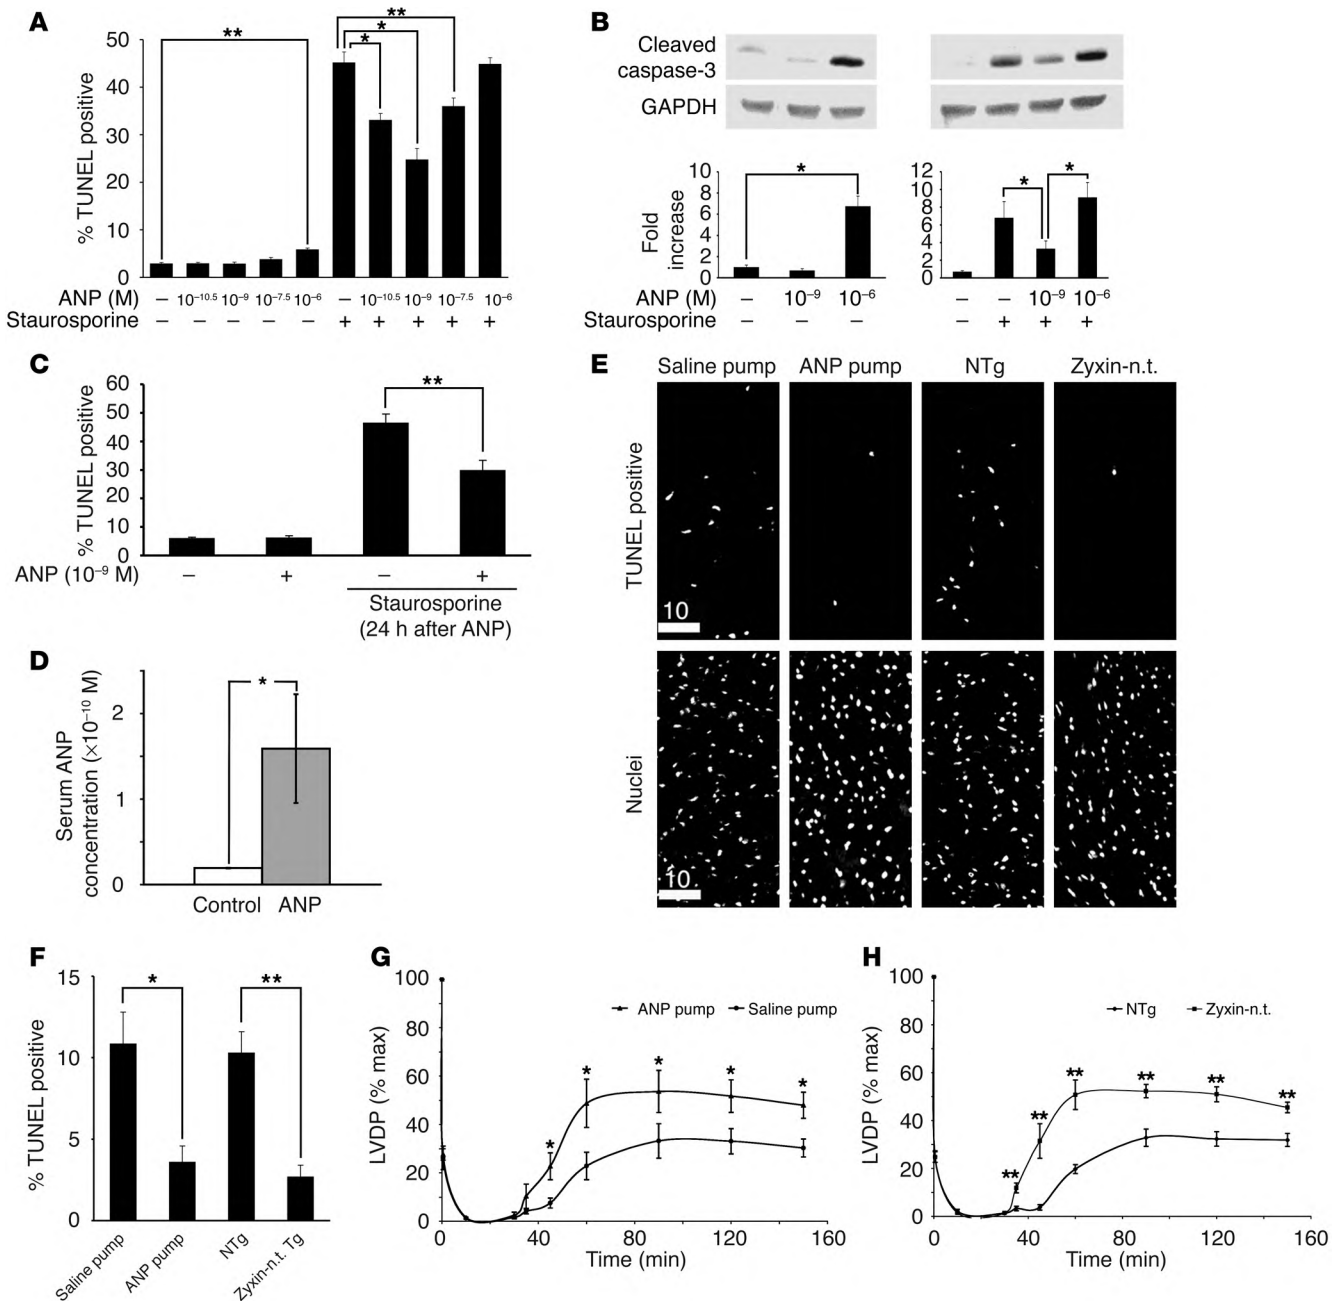 A
% TUNEL positive
50
40
30
20
10
0
**
**
*
*
ANP (M) – 10⁻¹⁰·⁵ 10⁻⁹ 10⁻⁷·⁵ 10⁻⁶ – 10⁻¹⁰·⁵ 10⁻⁹ 10⁻⁷·⁵ 10⁻⁶
Staurosporine – – – – – + + + + +
B
Cleaved
caspase-3
GAPDH
Fold
increase
10
8
6
4
2
0
*
12
10
8
6
4
2
0
*
*
ANP (M) – 10⁻⁹ 10⁻⁶ – – 10⁻⁹ 10⁻⁶
Staurosporine – – – – + + +
C
% TUNEL positive
60
50
40
30
20
10
0
**
ANP (10⁻⁹ M) – + – +
Staurosporine
(24 h after ANP)
D
Serum ANP
concentration (×10⁻¹⁰ M)
2
1
0
*
Control ANP
E
Saline pump ANP pump NTg Zyxin-n.t.
TUNEL positive
10
Nuclei
10
F
% TUNEL positive
15
10
5
0
*
**
Saline pump
ANP pump
NTg
Zyxin-n.t. Tg
G
LVDP (% max)
100
80
60
40
20
0
ANP pump Saline pump
* * * * *
0 40 80 120 160
Time (min)
H
LVDP (% max)
100
80
60
40
20
0
NTg Zyxin-n.t.
** ** ** ** ** **
0 40 80 120 160
Time (min)